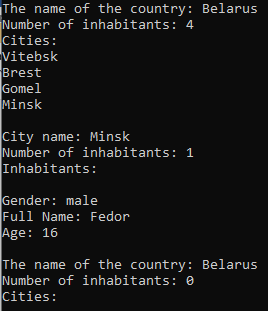 The name of the country: Belarus
Number of inhabitants: 4
Cities:
Vitebsk
Brest
Gomel
Minsk
City name: Minsk
Number of inhabitants: 1
Inhabitants:
Gender: male
Full Name: Fedor
Age: 16
The name of the country: Belarus
Number of inhabitants: 0
Cities: